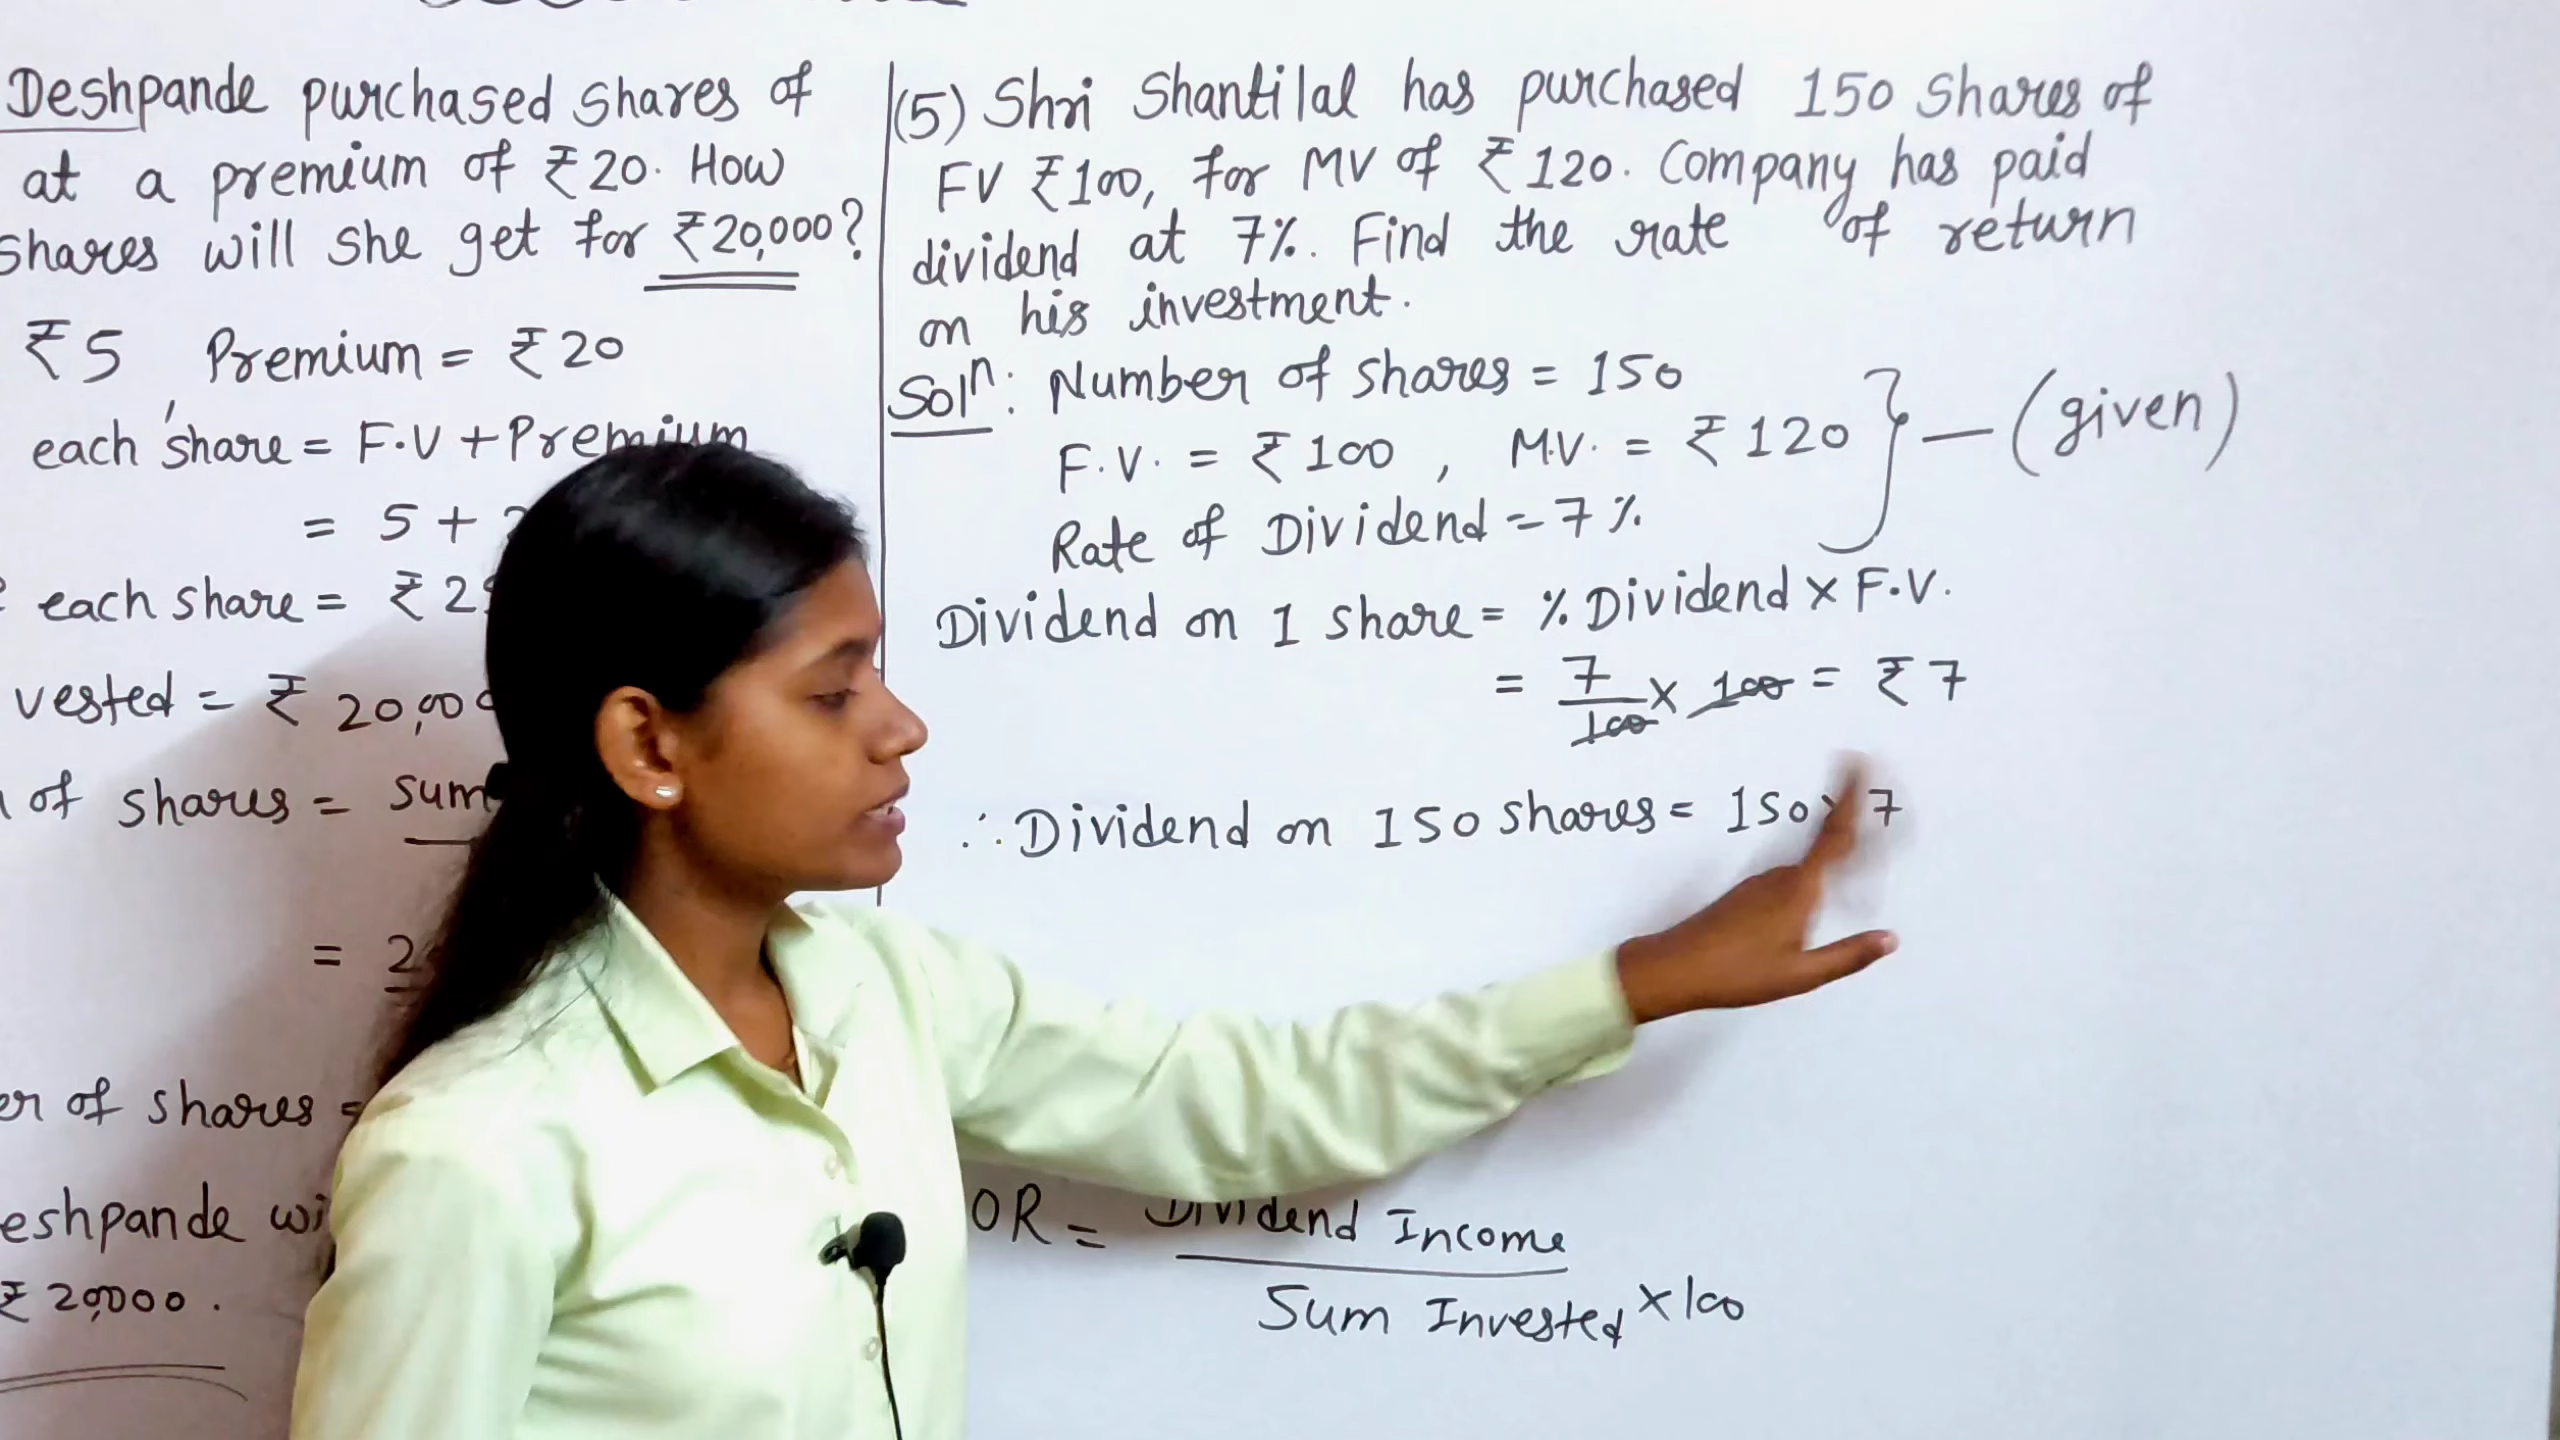 Deshpande purchased shares of
at a premium of ₹20. How
shares will she get for ₹20,000?
₹5 Premium = ₹20
each share = F.V + Premium
= 5 +
each share = ₹2
vested = ₹ 20,00
of shares = sum
= 2
er of shares =
eshpande wi
₹ 20,000.
(5) Shri Shantilal has purchased 150 Shares of
FV ₹100, for MV of ₹120. Company has paid
dividend at 7%. Find the rate of return
on his investment.
Solⁿ: Number of shares = 150
F.V. = ₹100, M.V. = ₹120 } — (given)
Rate of Dividend = 7%
Dividend on 1 share = % Dividend × F.V.
= 7/100 × 100 = ₹7
∴ Dividend on 150 shares = 150 × 7
OR = Dividend Income
Sum Invested × 100